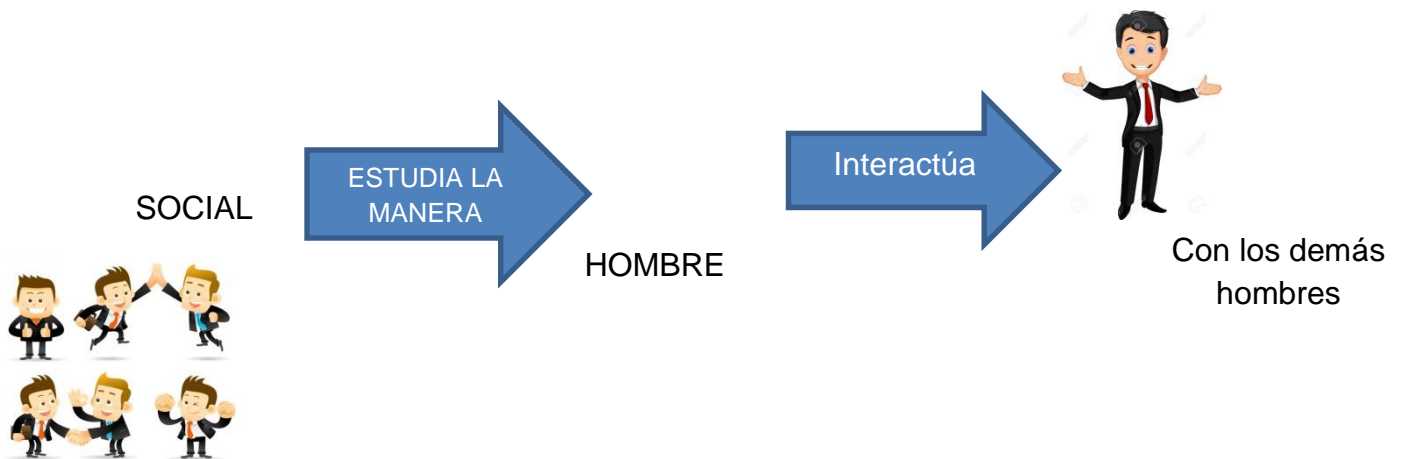 SOCIAL
ESTUDIA LA
MANERA
HOMBRE
Interactúa
Con los demás
hombres